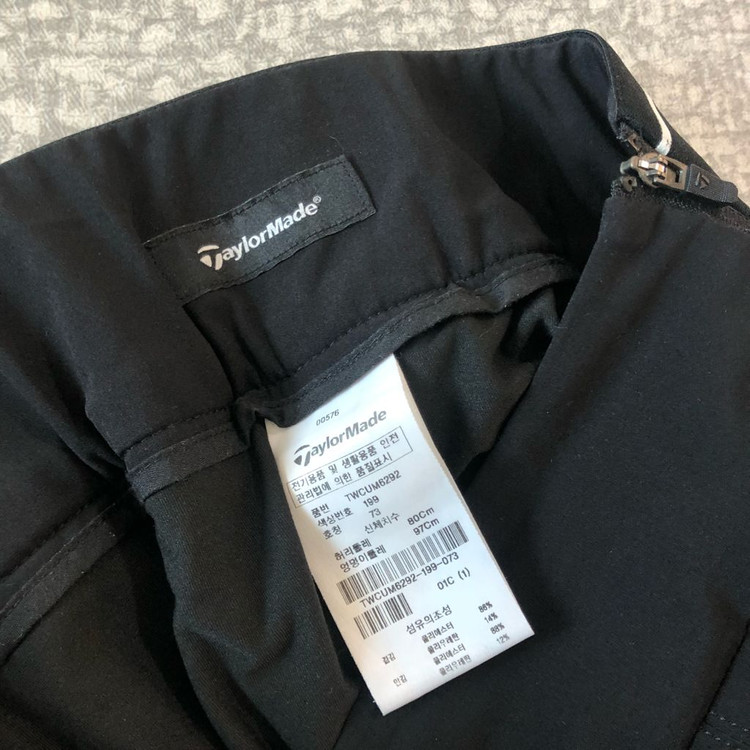 TaylorMade®
00576
TaylorMade
전기용품 및 생활용품 안전
관리법에 의한 품질표시
품번 TWCUM6292
색상번호 199
호칭 73 신체치수
허리둘레 80Cm
엉덩이둘레 97Cm
TWCUM6292-199-073
01C (1)
섬유의조성
겉감 폴리에스터 86%
폴리우레탄 14%
안감 폴리에스터 88%
폴리우레탄 12%